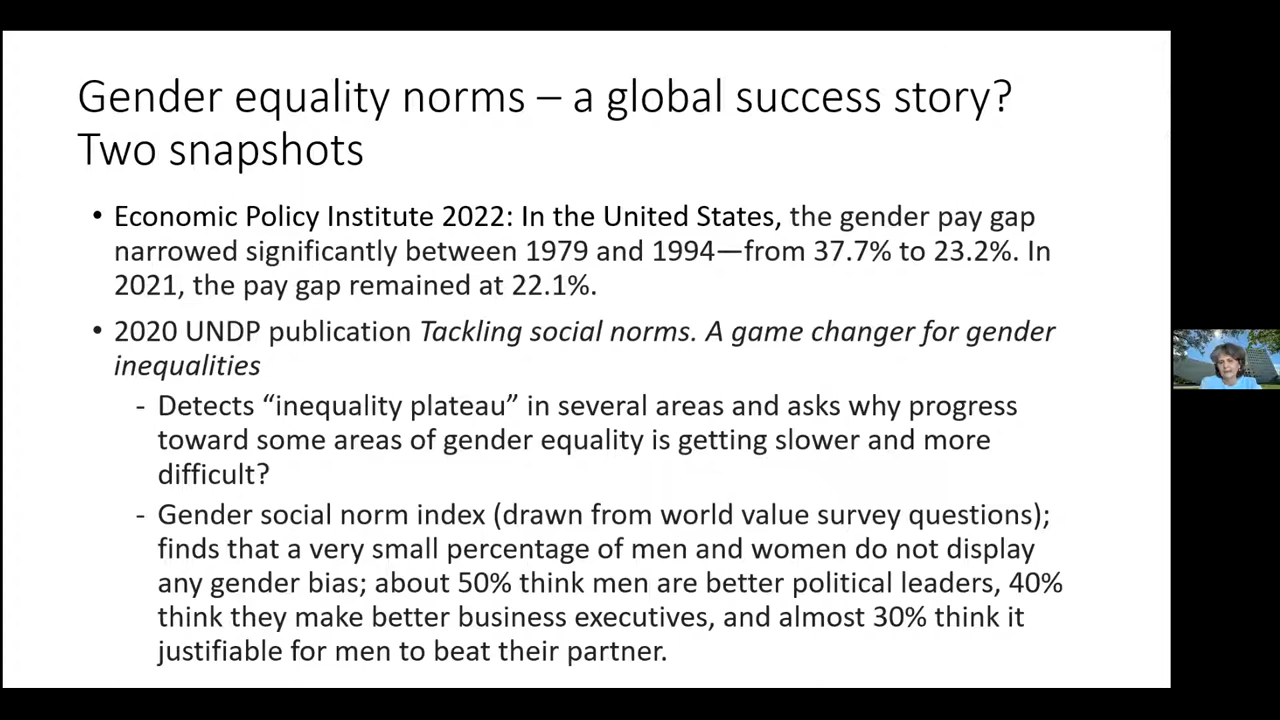 Gender equality norms – a global success story?
Two snapshots
• Economic Policy Institute 2022: In the United States, the gender pay gap
narrowed significantly between 1979 and 1994—from 37.7% to 23.2%. In
2021, the pay gap remained at 22.1%.
• 2020 UNDP publication Tackling social norms. A game changer for gender
inequalities
- Detects “inequality plateau” in several areas and asks why progress
toward some areas of gender equality is getting slower and more
difficult?
- Gender social norm index (drawn from world value survey questions);
finds that a very small percentage of men and women do not display
any gender bias; about 50% think men are better political leaders, 40%
think they make better business executives, and almost 30% think it
justifiable for men to beat their partner.